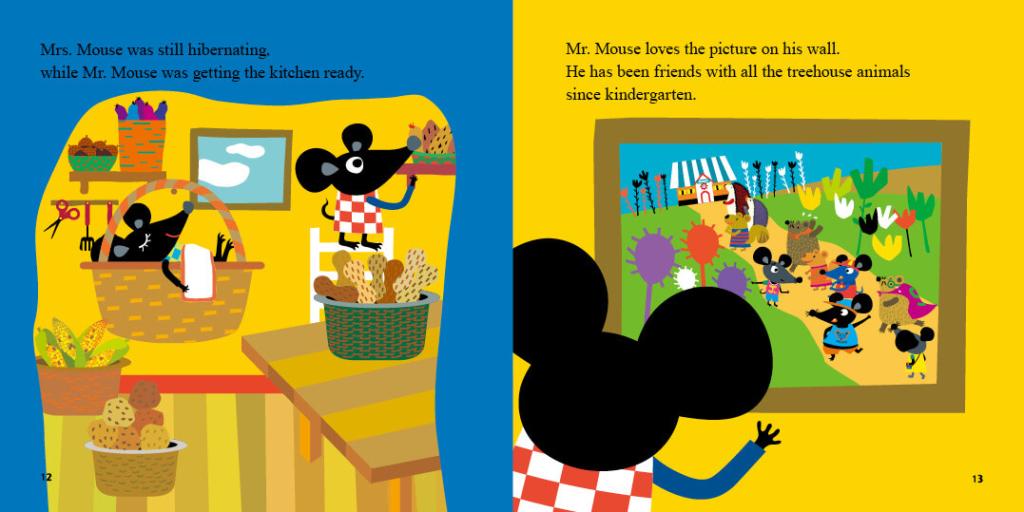 Mrs. Mouse was still hibernating,
while Mr. Mouse was getting the kitchen ready.
12
Mr. Mouse loves the picture on his wall.
He has been friends with all the treehouse animals
since kindergarten.
13